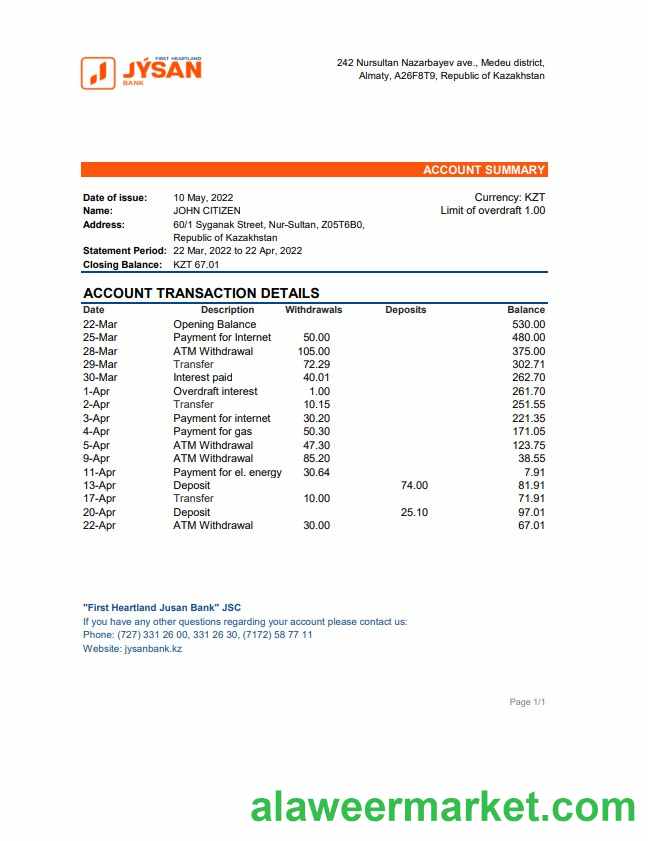 FIRST HEARTLAND
JÝSAN
BANK
242 Nursultan Nazarbayev ave., Medeu district,
Almaty, A26F8T9, Republic of Kazakhstan
ACCOUNT SUMMARY
Date of issue: 10 May, 2022 Currency: KZT
Name: JOHN CITIZEN Limit of overdraft 1.00
Address: 60/1 Syganak Street, Nur-Sultan, Z05T6B0,
Republic of Kazakhstan
Statement Period: 22 Mar, 2022 to 22 Apr, 2022
Closing Balance: KZT 67.01
ACCOUNT TRANSACTION DETAILS
Date Description Withdrawals Deposits Balance
22-Mar Opening Balance 530.00
25-Mar Payment for Internet 50.00 480.00
28-Mar ATM Withdrawal 105.00 375.00
29-Mar Transfer 72.29 302.71
30-Mar Interest paid 40.01 262.70
1-Apr Overdraft interest 1.00 261.70
2-Apr Transfer 10.15 251.55
3-Apr Payment for internet 30.20 221.35
4-Apr Payment for gas 50.30 171.05
5-Apr ATM Withdrawal 47.30 123.75
9-Apr ATM Withdrawal 85.20 38.55
11-Apr Payment for el. energy 30.64 7.91
13-Apr Deposit 74.00 81.91
17-Apr Transfer 10.00 71.91
20-Apr Deposit 25.10 97.01
22-Apr ATM Withdrawal 30.00 67.01
"First Heartland Jusan Bank" JSC
If you have any other questions regarding your account please contact us:
Phone: (727) 331 26 00, 331 26 30, (7172) 58 77 11
Website: jysanbank.kz
Page 1/1
alaweermarket.com